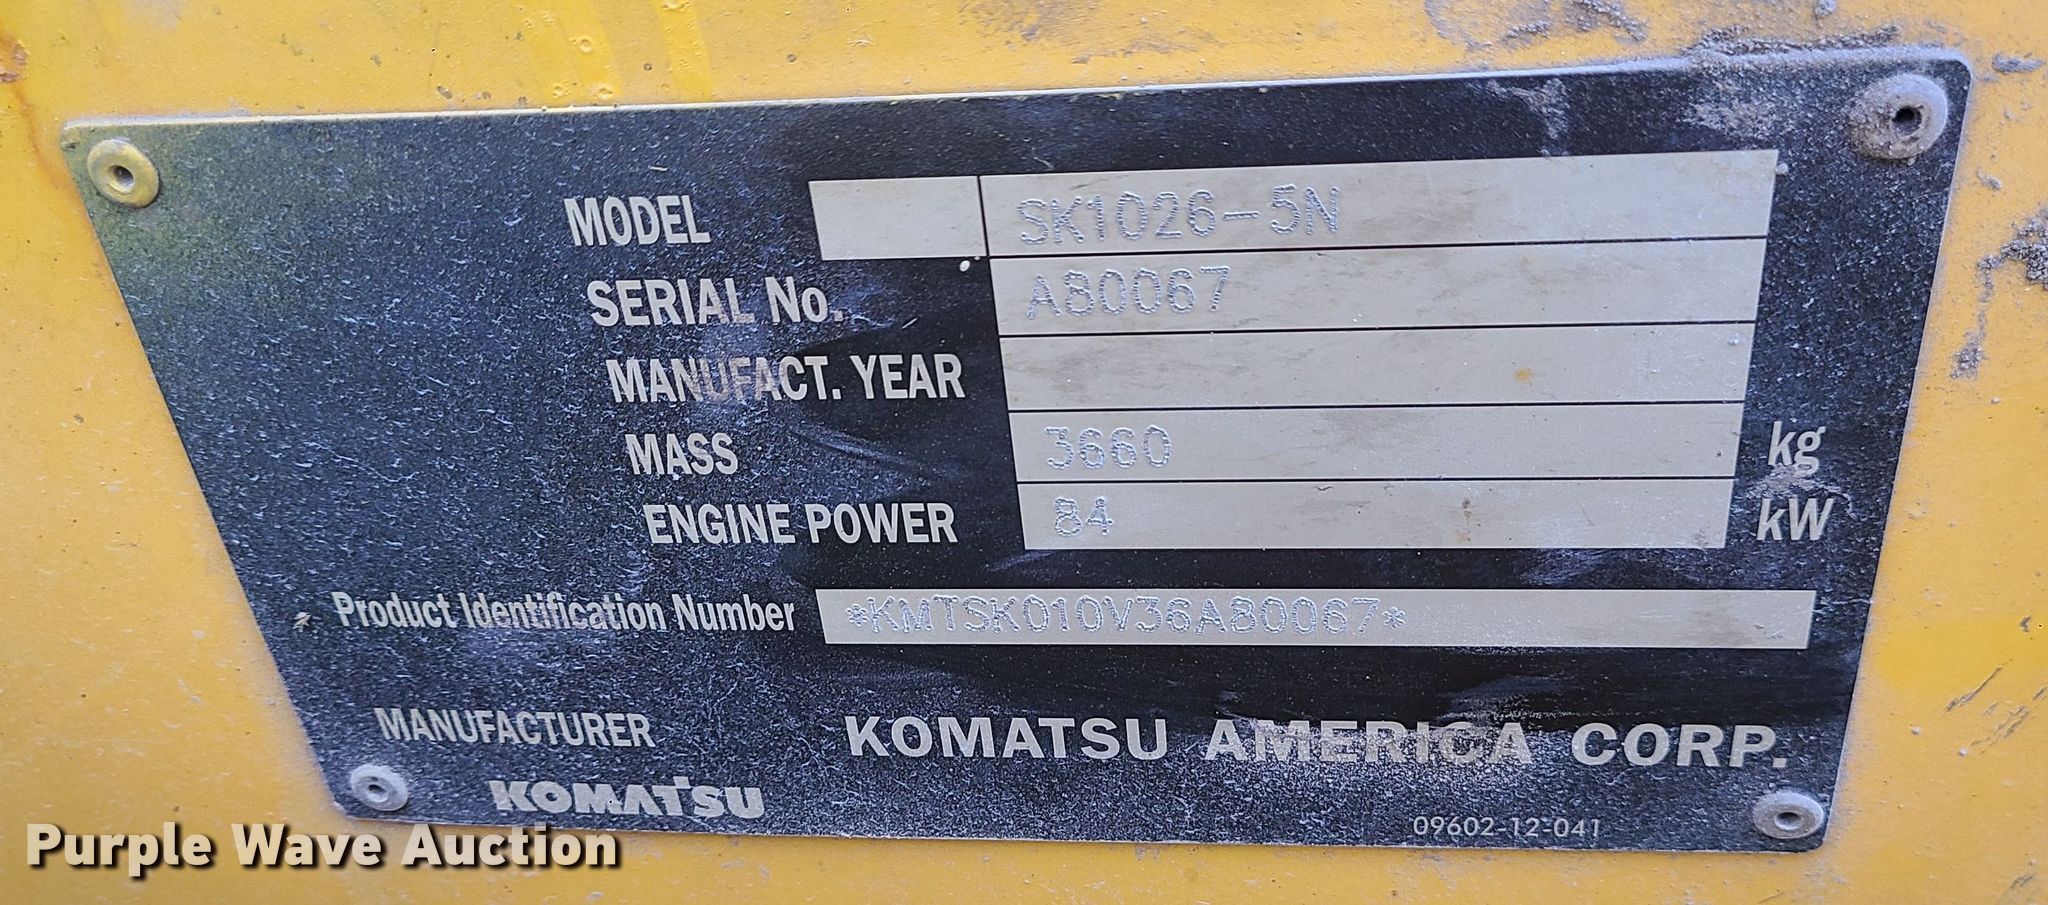 MODEL SK1026-5N
SERIAL No. A80067
MANUFACT. YEAR
MASS 3660 kg
ENGINE POWER 84 kW
Product Identification Number *KMTSK010V36A80067*
MANUFACTURER KOMATSU AMERICA CORP.
KOMATSU
09602-12-041
Purple Wave Auction